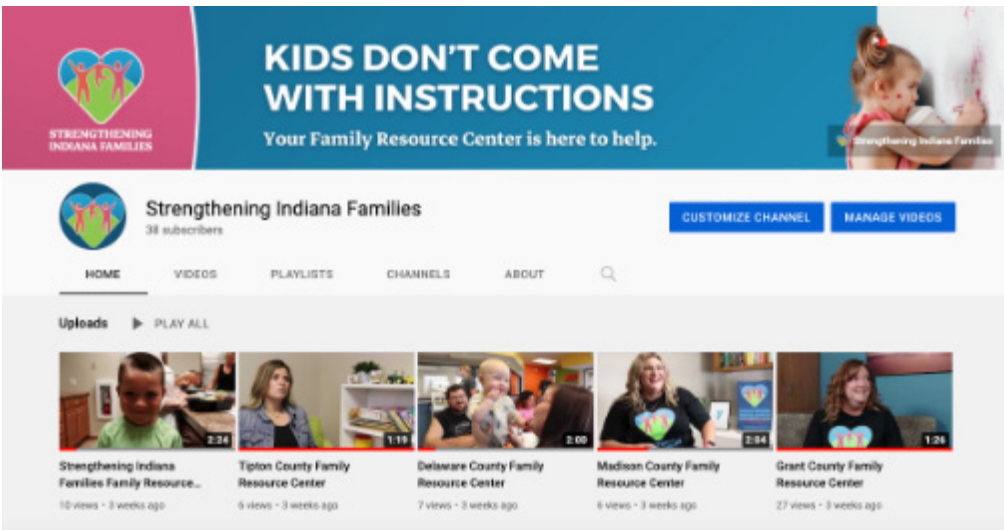 KIDS DON'T COME
WITH INSTRUCTIONS
Your Family Resource Center is here to help.
STRENGTHENING
INDIANA FAMILIES
Strengthening Indiana Families
Strengthening Indiana Families
38 subscribers
CUSTOMIZE CHANNEL
MANAGE VIDEOS
HOME VIDEOS PLAYLISTS CHANNELS ABOUT
Uploads PLAY ALL
2:24 1:19 2:00 2:04 1:26
Strengthening Indiana
Families Family Resource...
10 views · 3 weeks ago
Tipton County Family
Resource Center
6 views · 3 weeks ago
Delaware County Family
Resource Center
7 views · 3 weeks ago
Madison County Family
Resource Center
6 views · 3 weeks ago
Grant County Family
Resource Center
27 views · 3 weeks ago